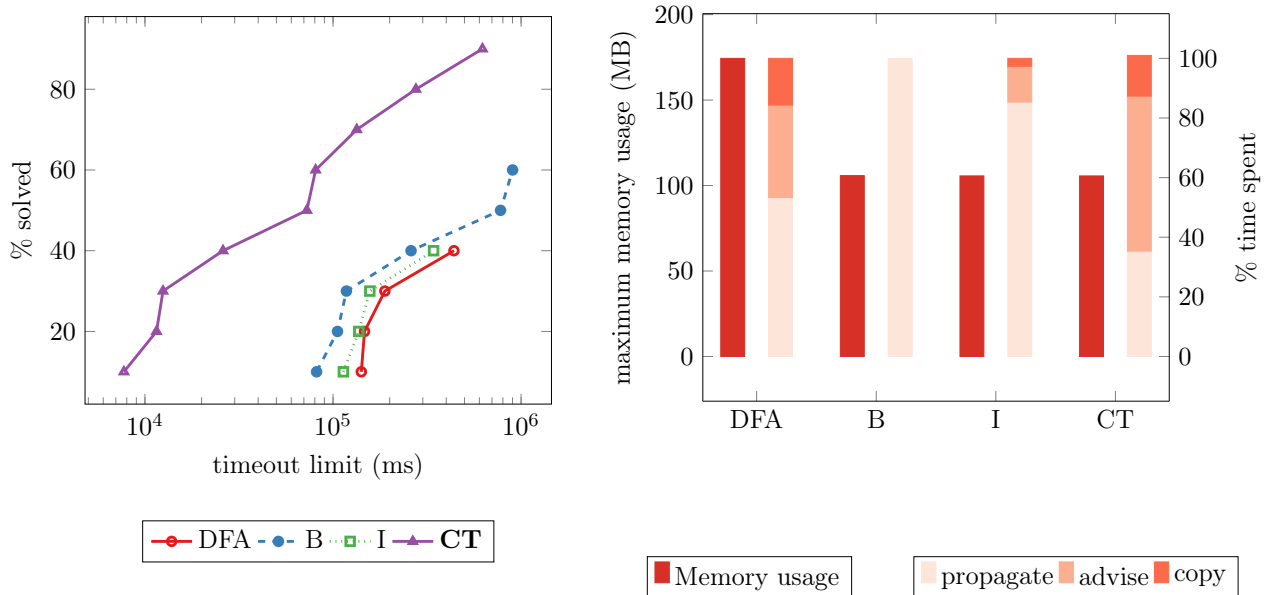 % solved
80
60
40
20
10^4 10^5 10^6
timeout limit (ms)
DFA B I CT
maximum memory usage (MB)
200
150
100
50
0
% time spent
100
80
60
40
20
0
DFA B I CT
Memory usage
propagate advise copy